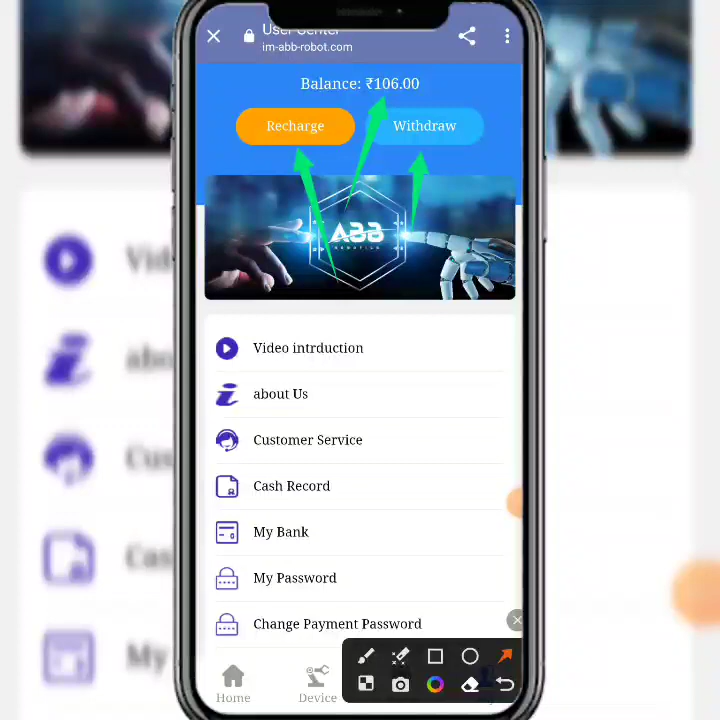 User Center
im-abb-robot.com
Balance: ₹106.00
Recharge
Withdraw
ABB
Video intrduction
about Us
Customer Service
Cash Record
My Bank
My Password
Change Payment Password
Home
Device